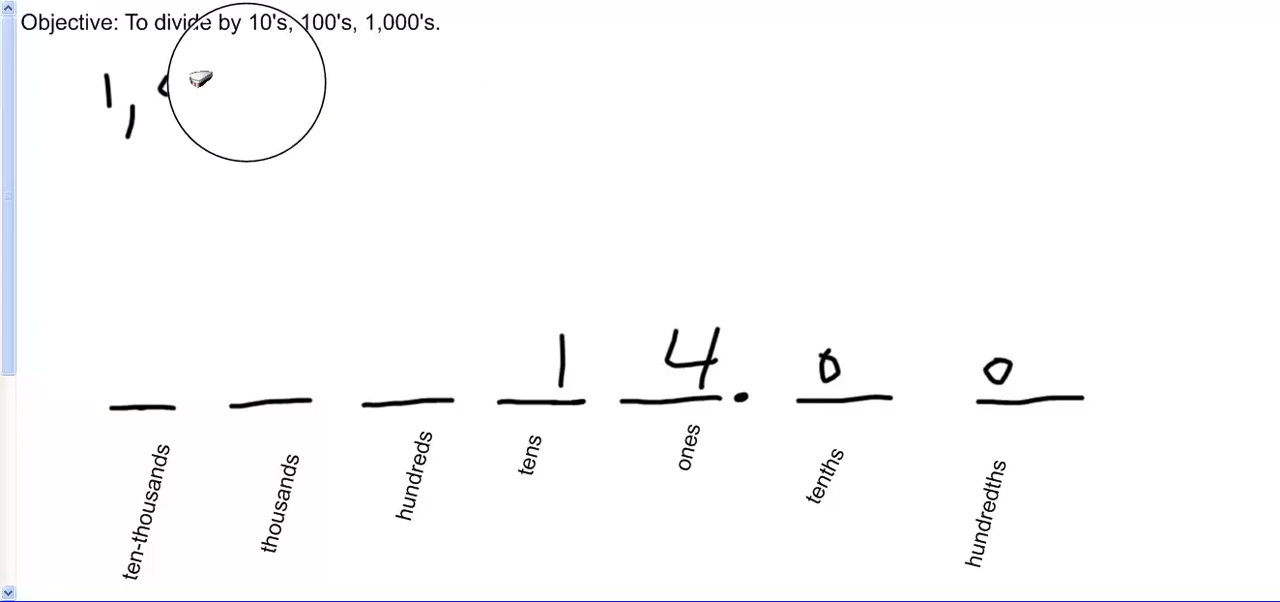 Objective: To divide by 10's, 100's, 1,000's.
1,
1 4 . 0 0
ten-thousands thousands hundreds tens ones tenths hundredths